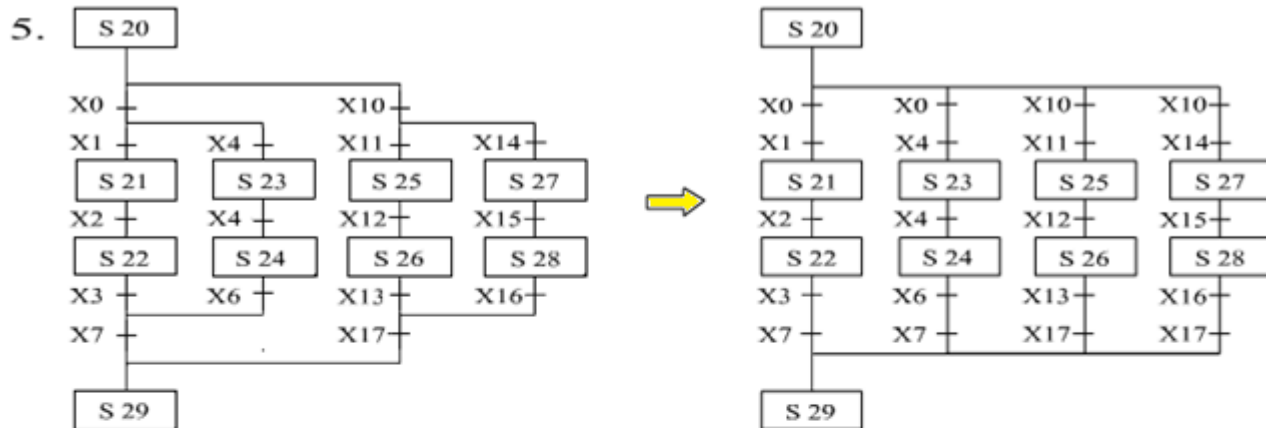 5. S 20 S 20
X0 X10 X0 X0 X10 X10
X1 X4 X11 X14 X1 X4 X11 X14
S 21 S 23 S 25 S 27 S 21 S 23 S 25 S 27
X2 X4 X12 X15 X2 X4 X12 X15
S 22 S 24 S 26 S 28 S 22 S 24 S 26 S 28
X3 X6 X13 X16 X3 X6 X13 X16
X7 X17 X7 X7 X17 X17
S 29 S 29